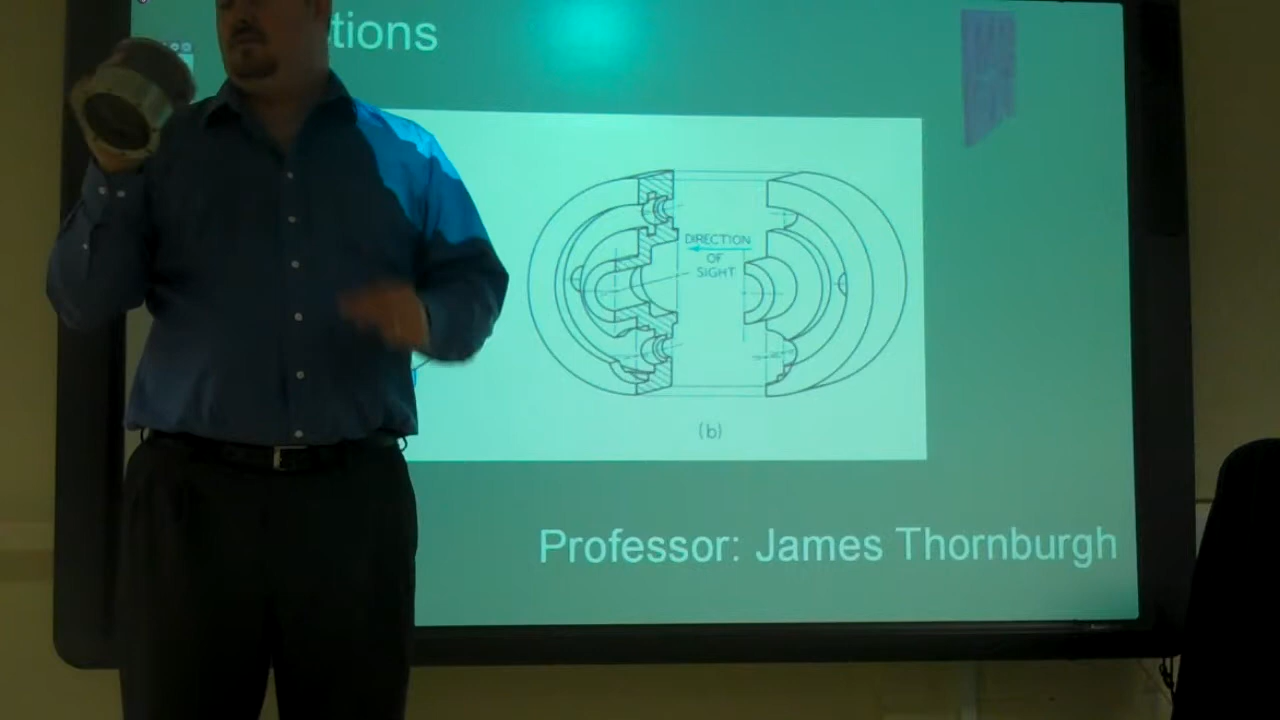 tions
DIRECTION
OF
SIGHT
(b)
Professor: James Thornburgh